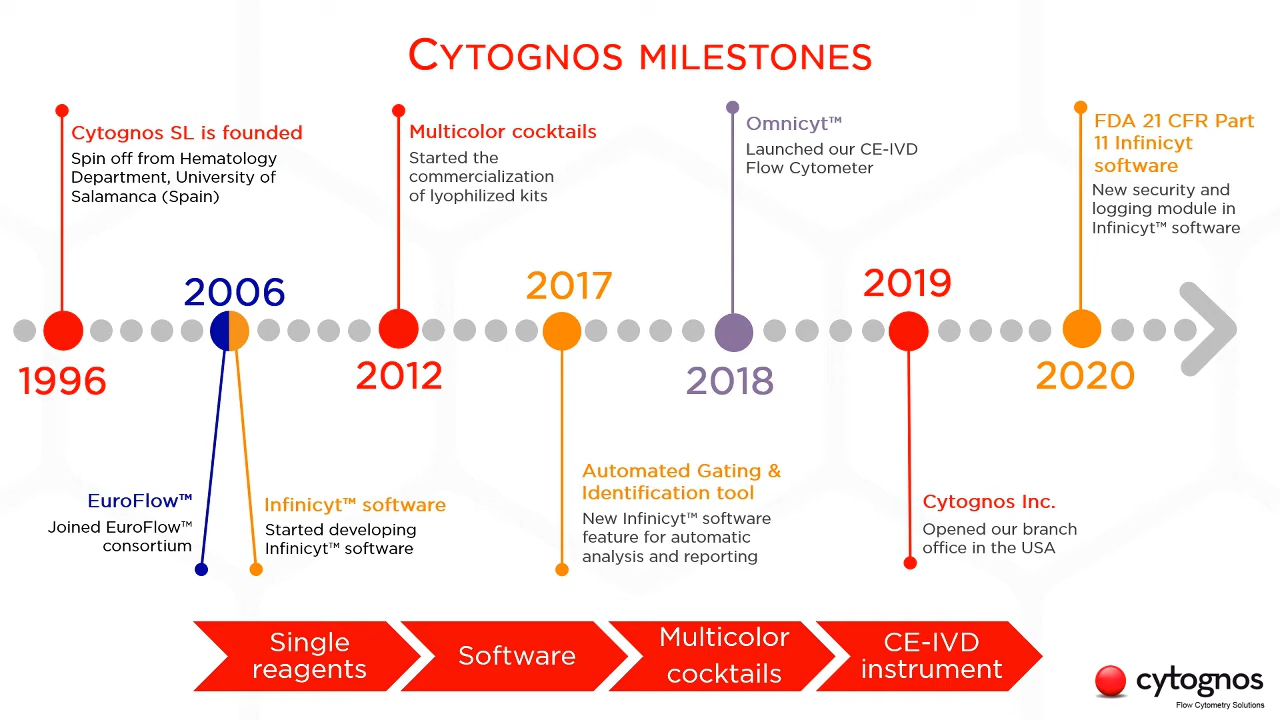 CYTOGNOS MILESTONES
Cytognos SL is founded
Spin off from Hematology
Department, University of
Salamanca (Spain)
Multicolor cocktails
Started the
commercialization
of lyophilized kits
Omnicyt™
Launched our CE-IVD
Flow Cytometer
FDA 21 CFR Part
11 Infinicyt
software
New security and
logging module in
Infinicyt™ software
1996
2006
2012
2017
2018
2019
2020
EuroFlow™
Joined EuroFlow™
consortium
Infinicyt™ software
Started developing
Infinicyt™ software
Automated Gating &
Identification tool
New Infinicyt™ software
feature for automatic
analysis and reporting
Cytognos Inc.
Opened our branch
office in the USA
Single
reagents
Software
Multicolor
cocktails
CE-IVD
instrument
cytognos
Flow Cytometry Solutions